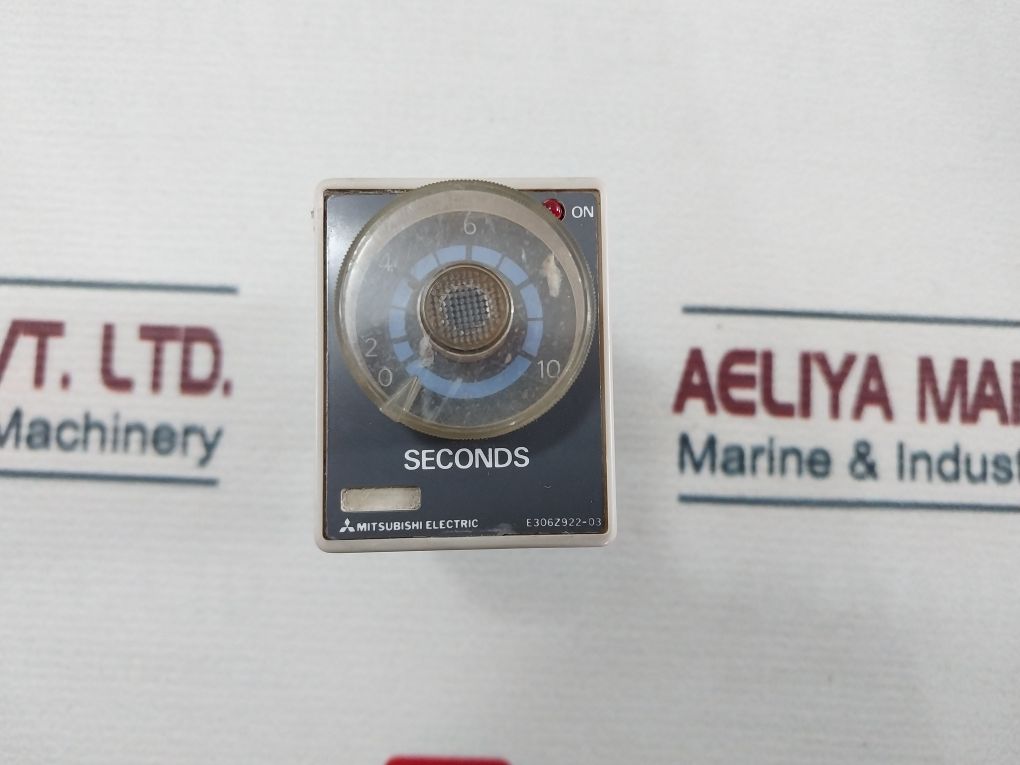 6
ON
4
2
0
10
SECONDS
MITSUBISHI ELECTRIC
E306Z922-03
VT. LTD.
Machinery
AELIYA MA
Marine & Indust